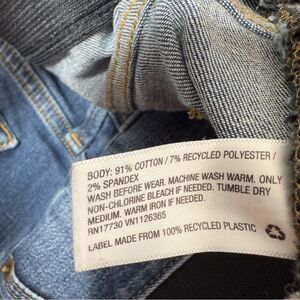 BODY: 91% COTTON / 7% RECYCLED POLYESTER /
2% SPANDEX
WASH BEFORE WEAR. MACHINE WASH WARM. ONLY
NON-CHLORINE BLEACH IF NEEDED. TUMBLE DRY
MEDIUM. WARM IRON IF NEEDED.
RN17730 VN1126365
LABEL MADE FROM 100% RECYCLED PLASTIC